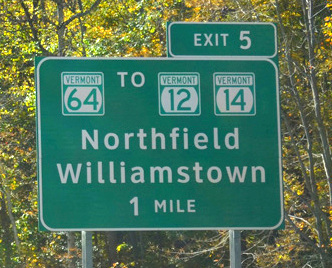 EXIT 5
VERMONT 64 TO VERMONT 12 VERMONT 14
Northfield
Williamstown
1 MILE